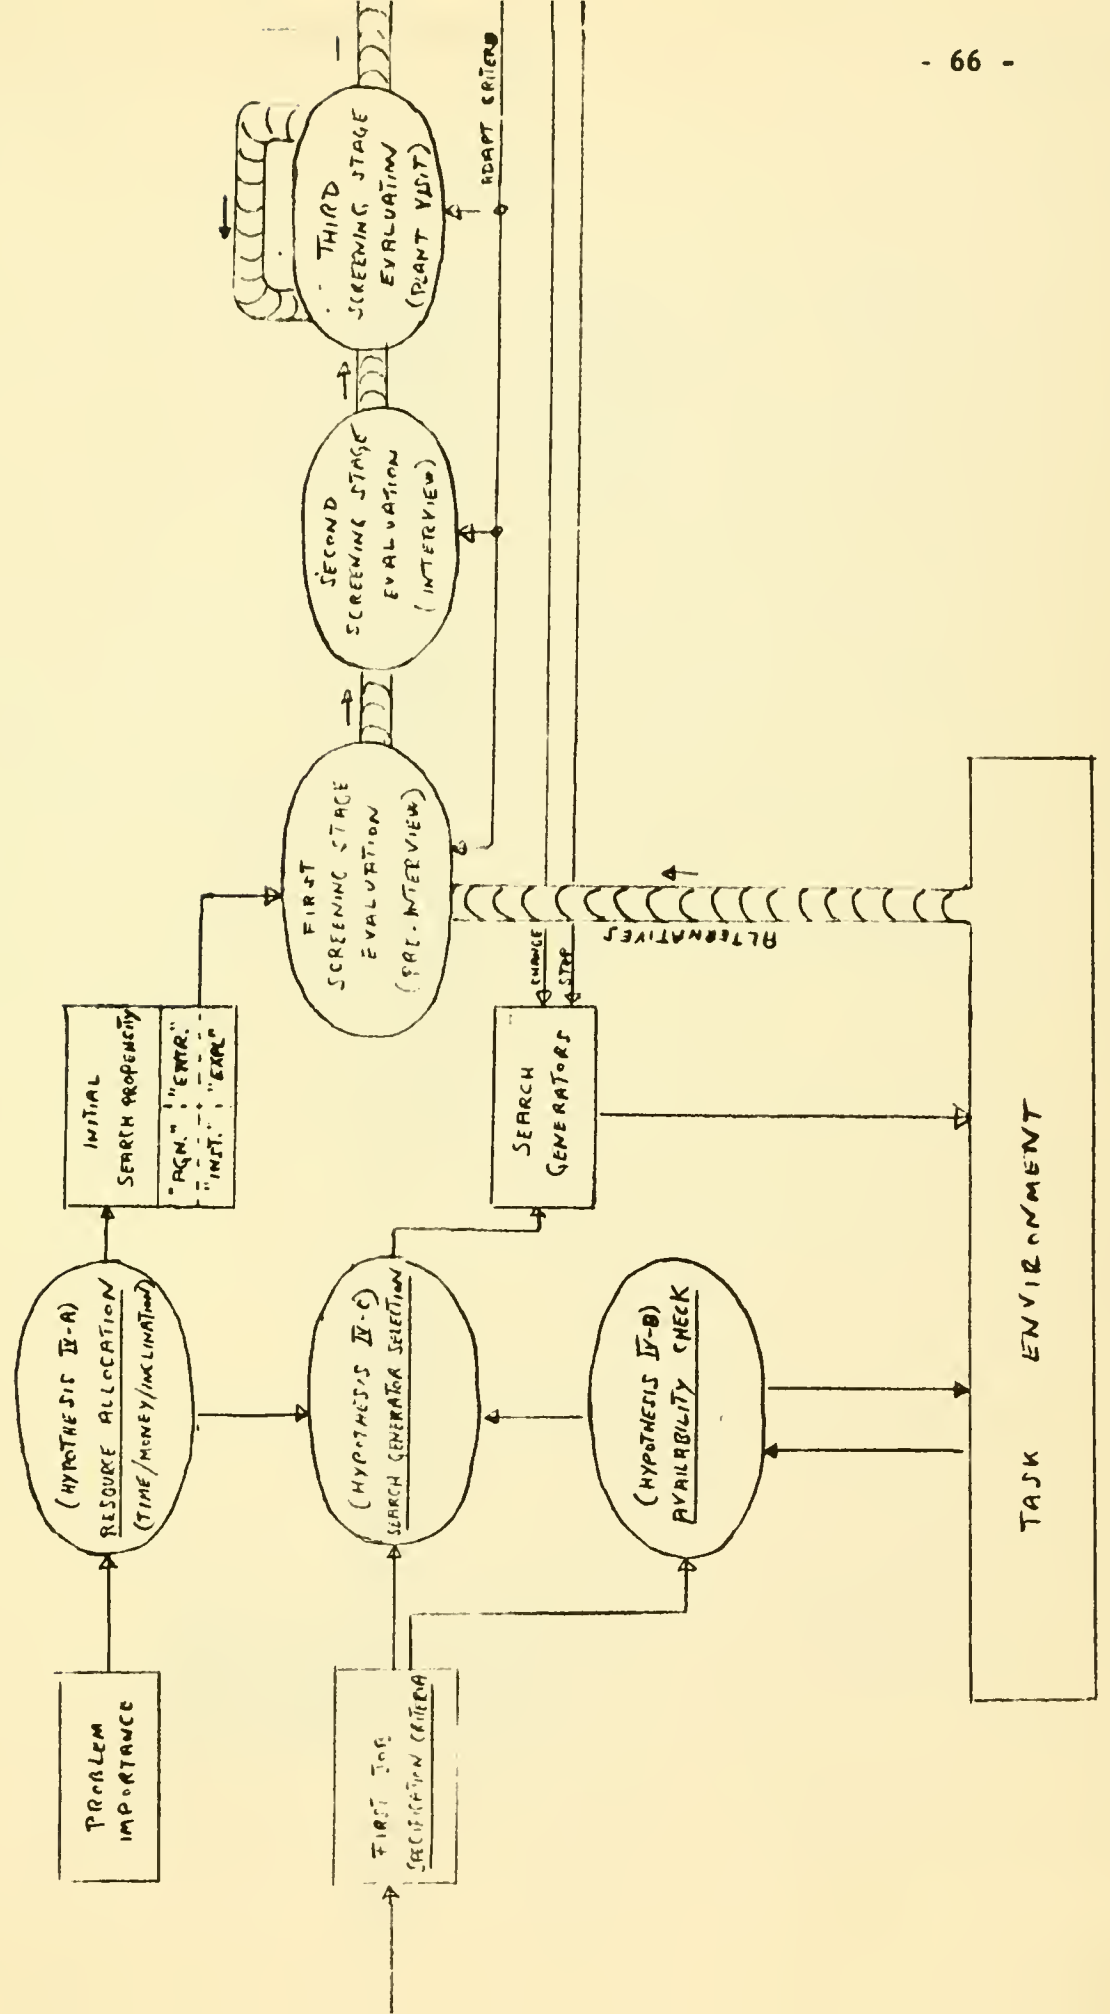 - 66 -
PROBLEM
IMPORTANCE
(HYPOTHESIS IV-A)
RESOURCE ALLOCATION
(TIME/MONEY/INCLINATION)
INITIAL
SEARCH PROPENSITY
"AGN." "ENTR."
"INST." "EXPL"
FIRST JOB
SPECIFICATION CRITERIA
(HYPOTHESIS IV-C)
SEARCH GENERATOR SELECTION
(HYPOTHESIS IV-B)
AVAILABILITY CHECK
SEARCH
GENERATORS
CHANGE
STOP
FIRST
SCREENING STAGE
EVALUATION
(PRE-INTERVIEW)
SECOND
SCREENING STAGE
EVALUATION
(INTERVIEW)
THIRD
SCREENING STAGE
EVALUATION
(PLANT VISIT)
ADAPT CRITERIA
ALTERNATIVES
TASK ENVIRONMENT